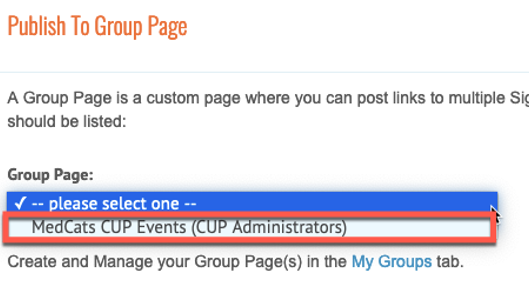 Publish To Group Page
A Group Page is a custom page where you can post links to multiple
should be listed:
Group Page:
✓ -- please select one --
MedCats CUP Events (CUP Administrators)
Create and Manage your Group Page(s) in the My Groups tab.